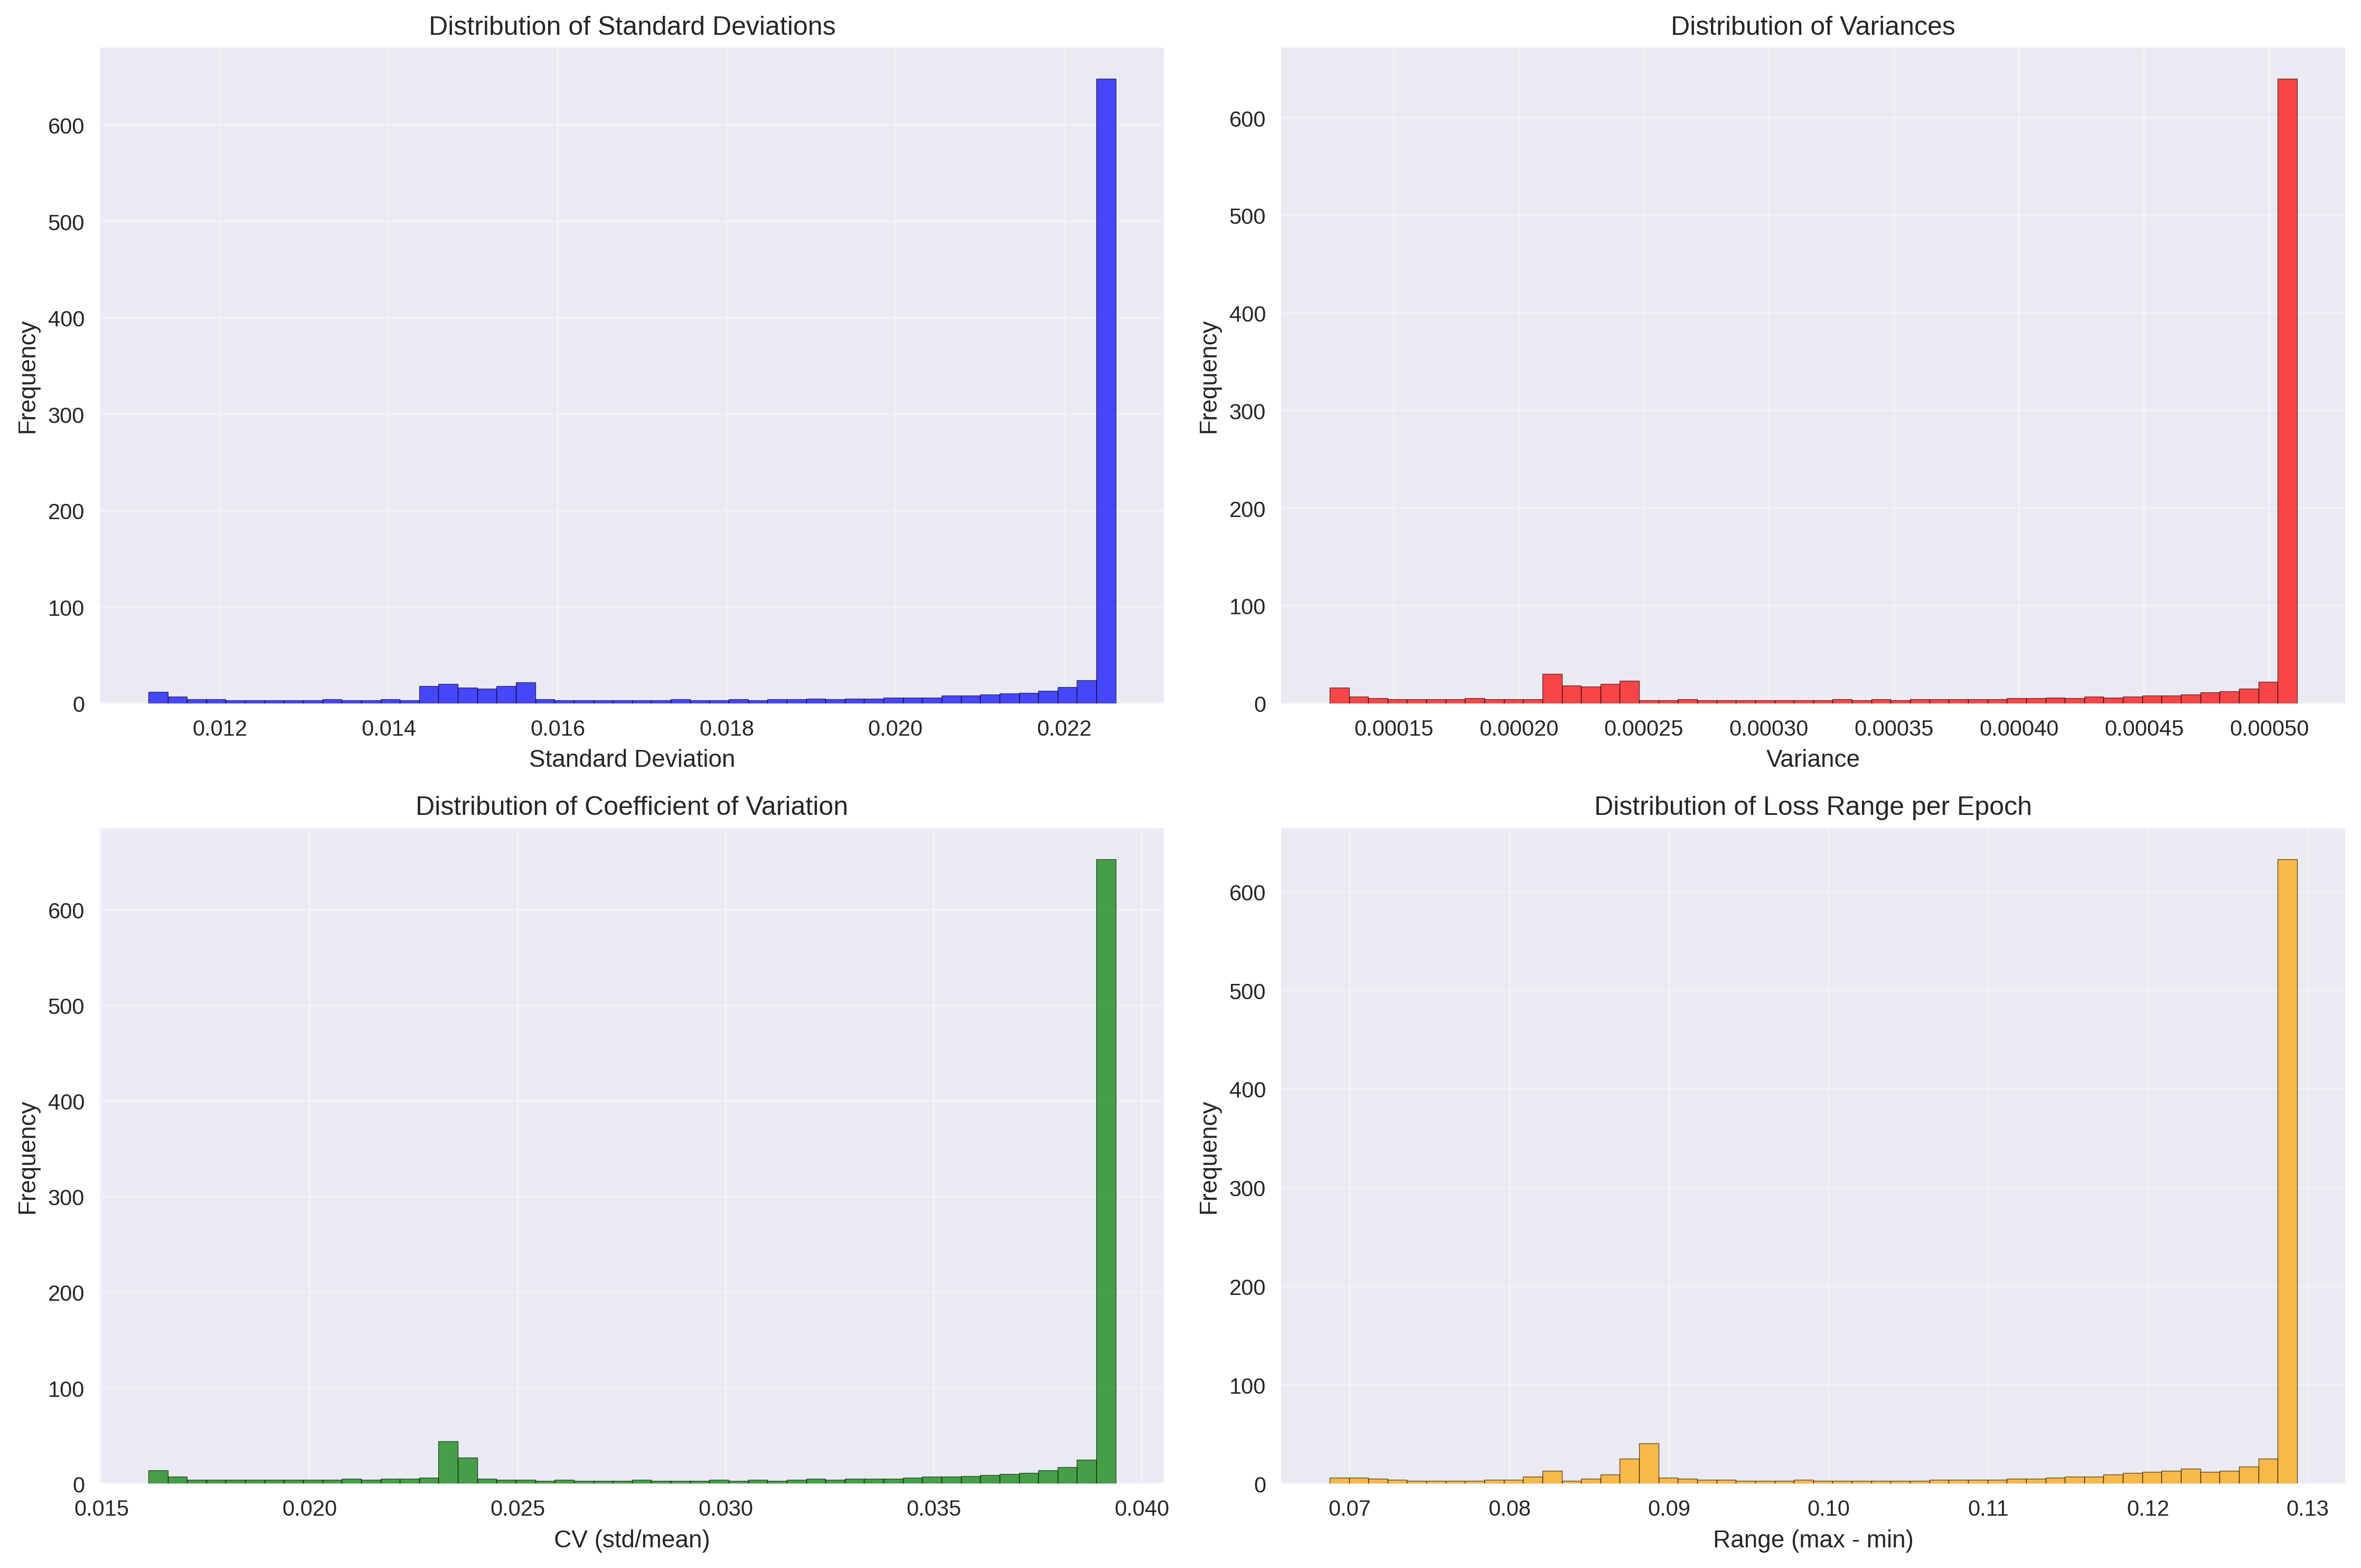 Distribution of Standard Deviations
Frequency
600
500
400
300
200
100
0
0.012 0.014 0.016 0.018 0.020 0.022
Standard Deviation
Distribution of Variances
Frequency
600
500
400
300
200
100
0
0.00015 0.00020 0.00025 0.00030 0.00035 0.00040 0.00045 0.00050
Variance
Distribution of Coefficient of Variation
Frequency
600
500
400
300
200
100
0
0.015 0.020 0.025 0.030 0.035 0.040
CV (std/mean)
Distribution of Loss Range per Epoch
Frequency
600
500
400
300
200
100
0
0.07 0.08 0.09 0.10 0.11 0.12 0.13
Range (max - min)